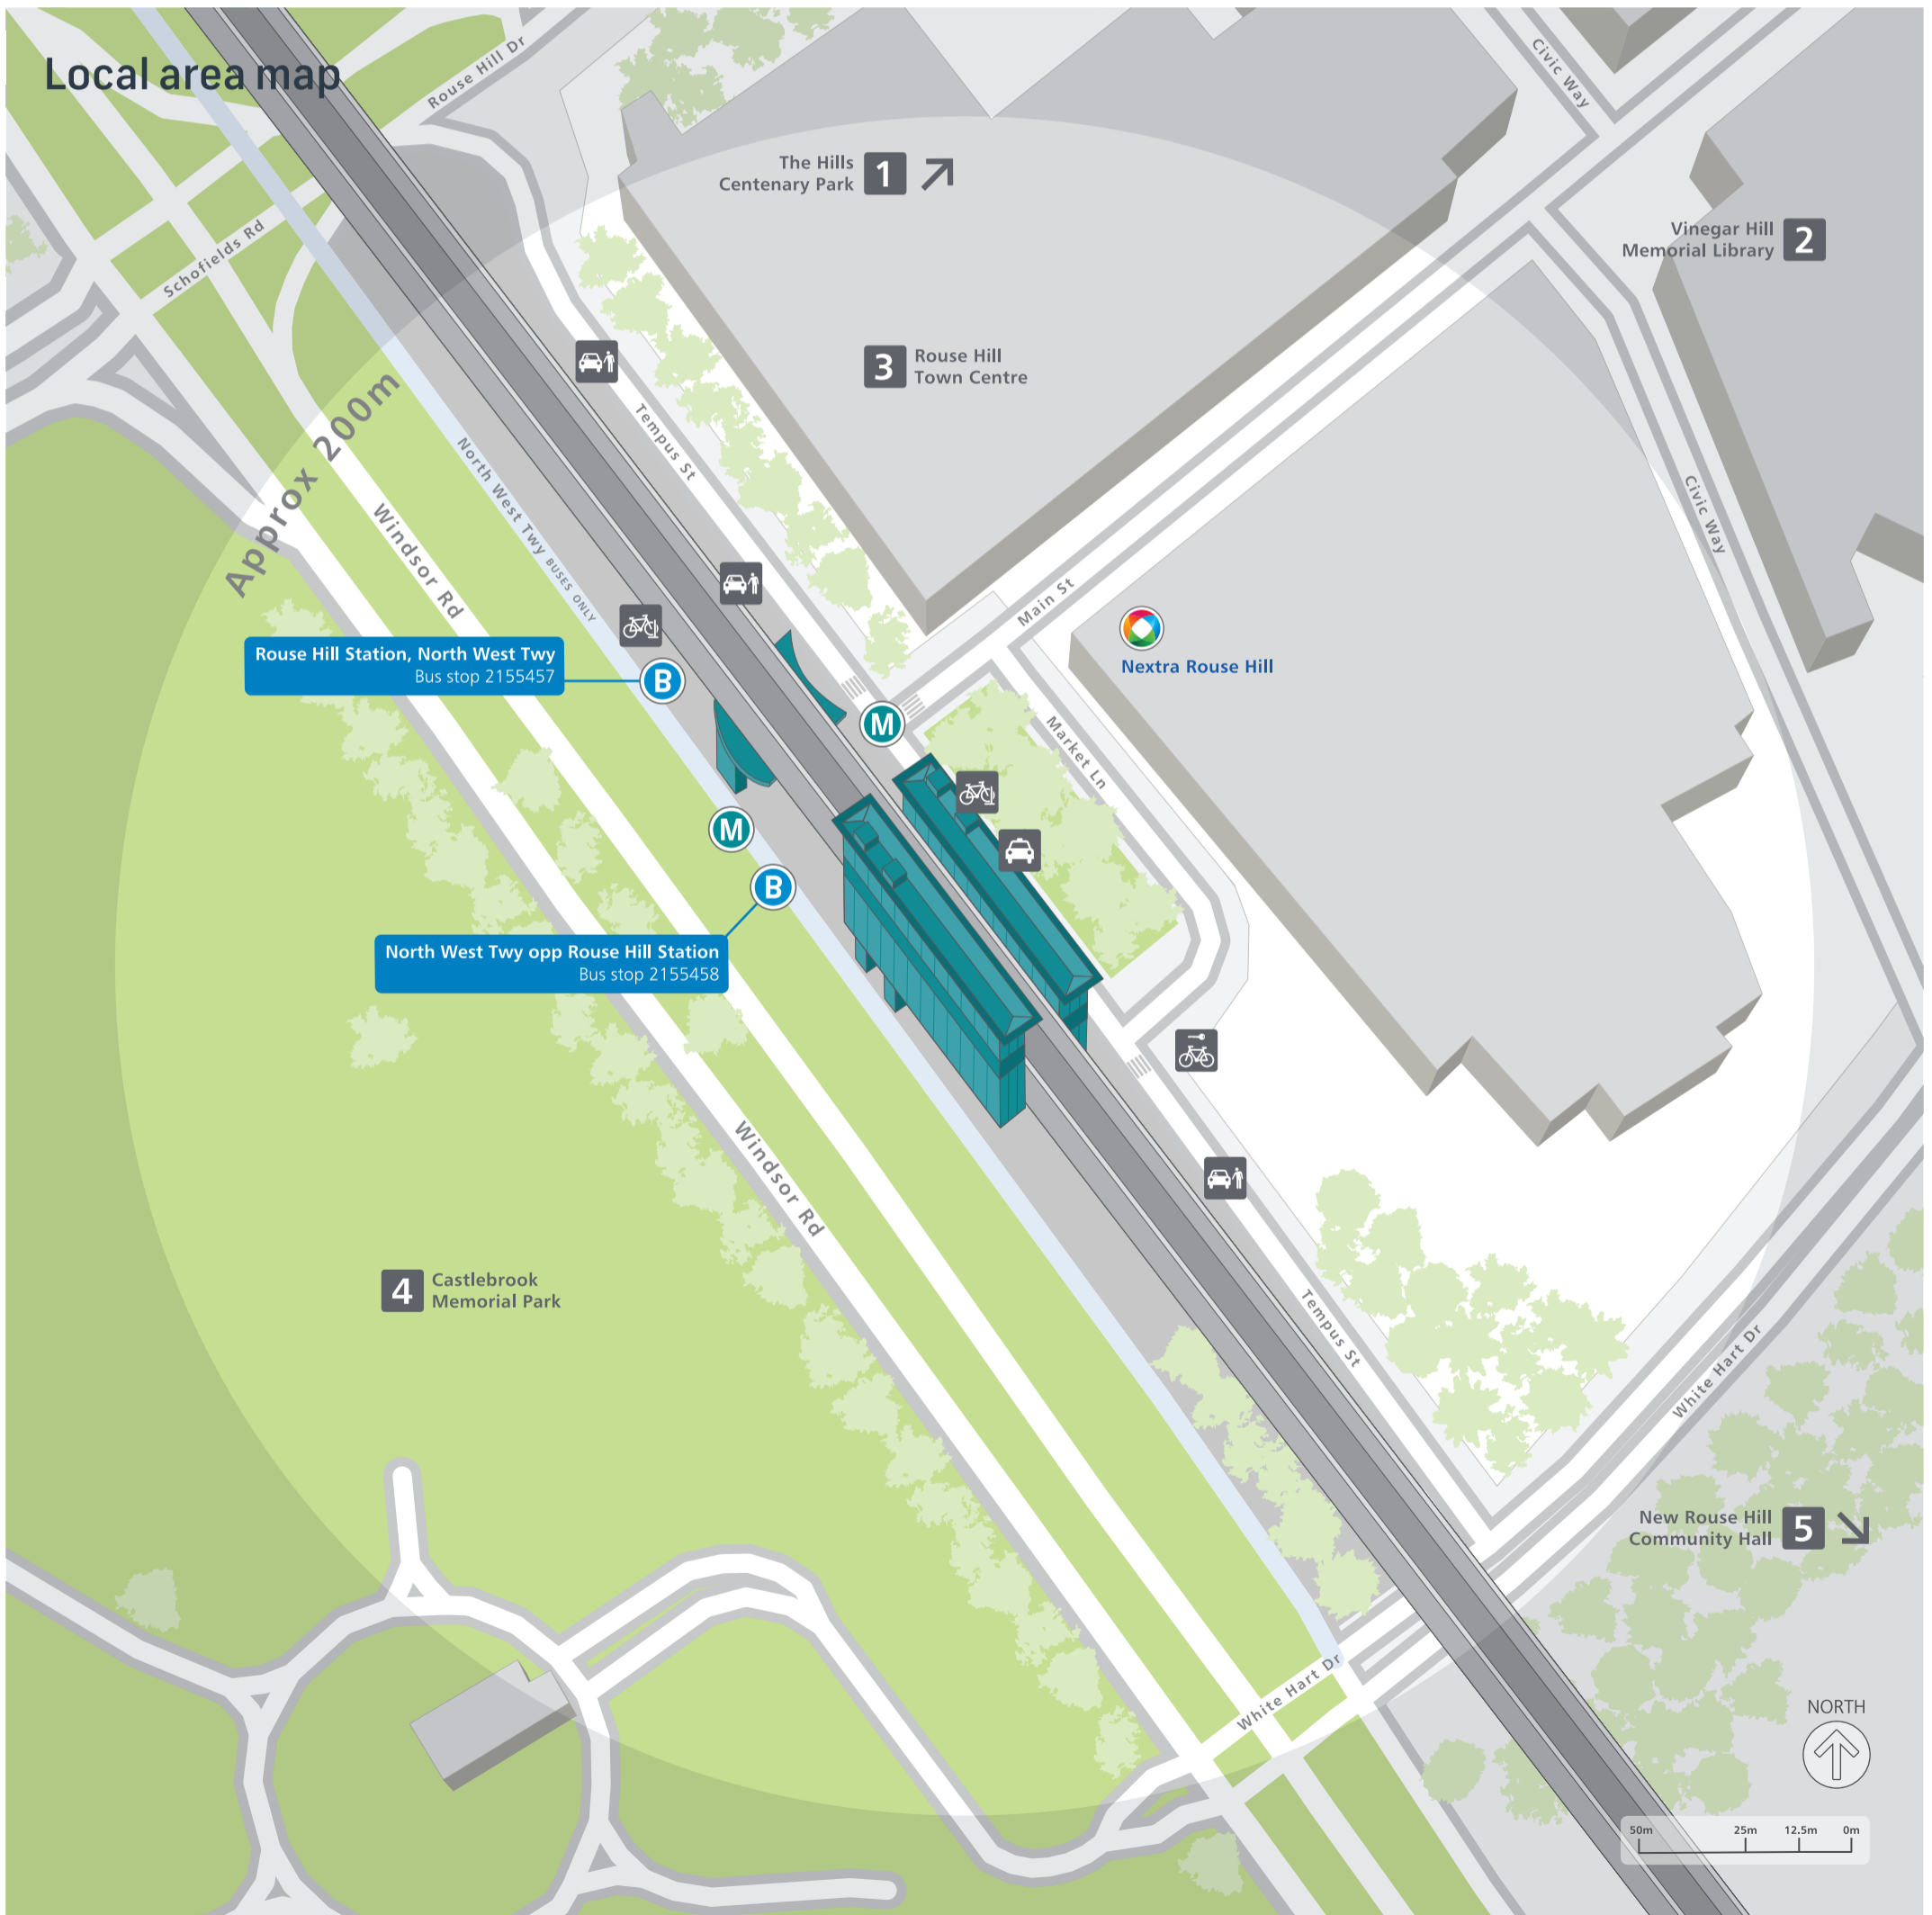 Local area map
Rouse Hill Dr
Civic Way
The Hills
Centenary Park
1
Vinegar Hill
Memorial Library
2
Schofields Rd
3
Rouse Hill
Town Centre
Approx 200m
Tempus St
North West Twy BUSES ONLY
Windsor Rd
Civic Way
Main St
Rouse Hill Station, North West Twy
Bus stop 2155457
B
Nextra Rouse Hill
M
Market Ln
M
B
North West Twy opp Rouse Hill Station
Bus stop 2155458
Windsor Rd
4
Castlebrook
Memorial Park
Tempus St
White Hart Dr
New Rouse Hill
Community Hall
5
White Hart Dr
NORTH
50m 25m 12.5m 0m